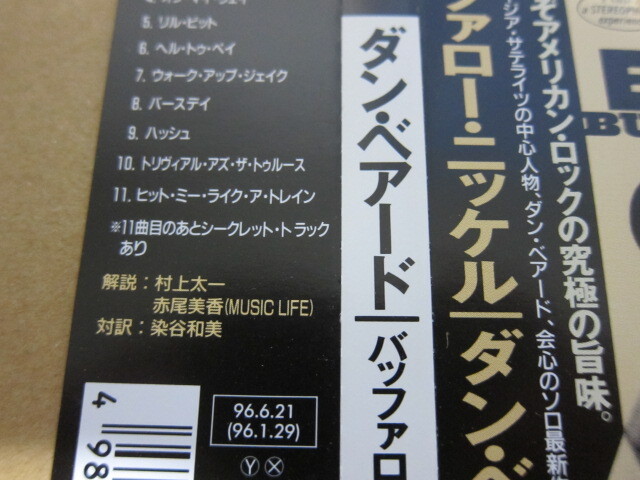 5. リル・ビット
6. ヘル・トゥ・ペイ
7. ウォーク・アップ・ジェイク
8. バースデイ
9. ハッシュ
10. トリヴィアル・アズ・ザ・トゥルース
11. ヒット・ミー・ライク・ア・トレイン
※11曲目のあとシークレット・トラック
あり
解説：村上太一
赤尾美香(MUSIC LIFE)
対訳：染谷和美
96.6.21
(96.1.29)
Y X
4 98
ダン・ベアード｜バッファロ
ファロー・ニッケル｜ダン・ベ
ぞアメリカン・ロックの究極の旨味。
ジア・サテライツの中心人物、ダン・ベアード、会心のソロ最新作
a STEREOPHO
experien
BU